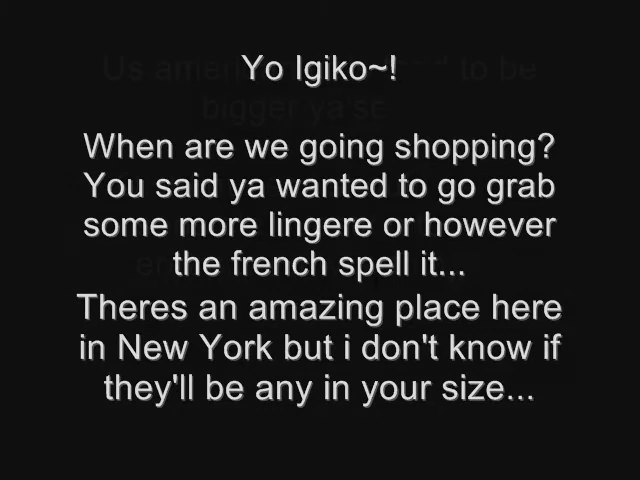 Yo Igiko~!
When are we going shopping?
You said ya wanted to go grab
some more lingere or however
the french spell it...
Theres an amazing place here
in New York but i don't know if
they'll be any in your size...